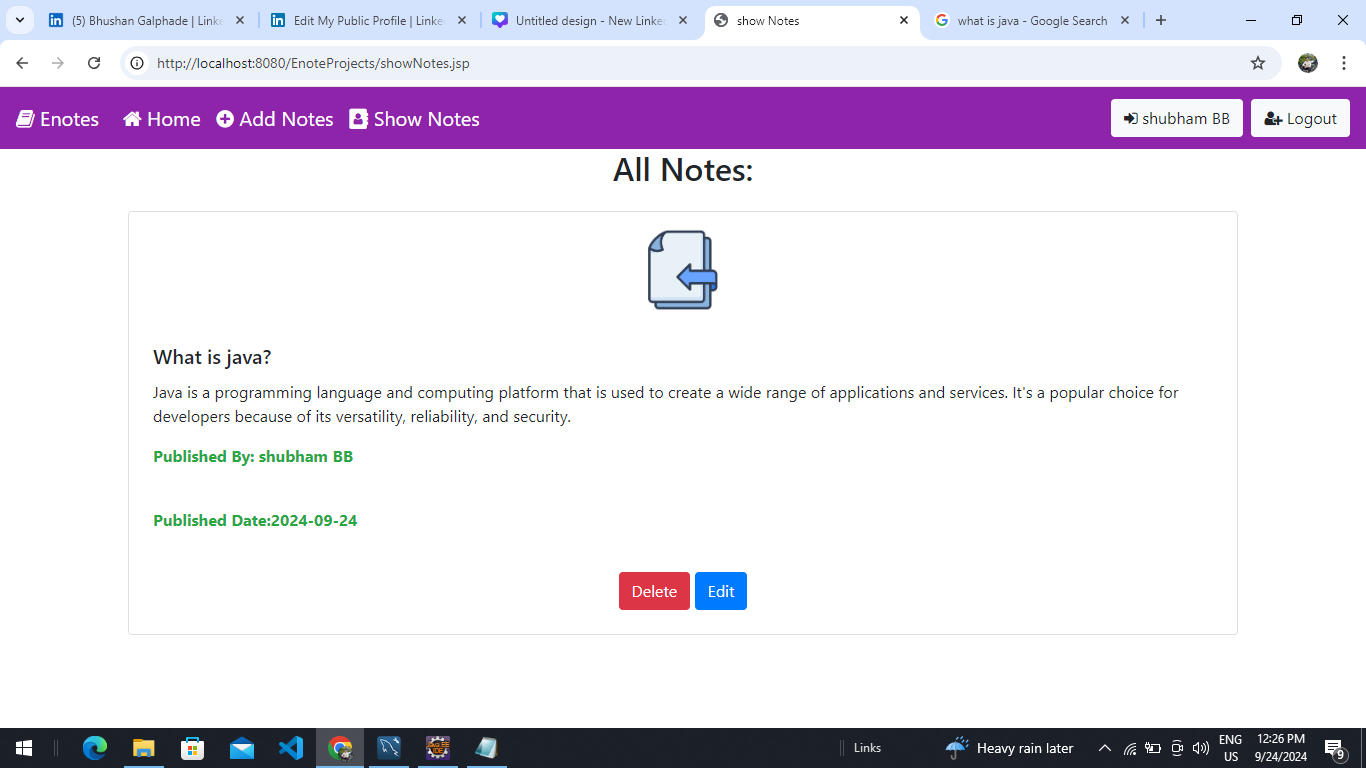 (5) Bhushan Galphade | Linke
Edit My Public Profile | Linke
Untitled design - New Linke
show Notes
what is java - Google Search
http://localhost:8080/EnoteProjects/showNotes.jsp
Enotes
Home
Add Notes
Show Notes
shubham BB
Logout
All Notes:
What is java?
Java is a programming language and computing platform that is used to create a wide range of applications and services. It's a popular choice for
developers because of its versatility, reliability, and security.
Published By: shubham BB
Published Date:2024-09-24
Delete
Edit
Links
Heavy rain later
ENG
US
12:26 PM
9/24/2024
9